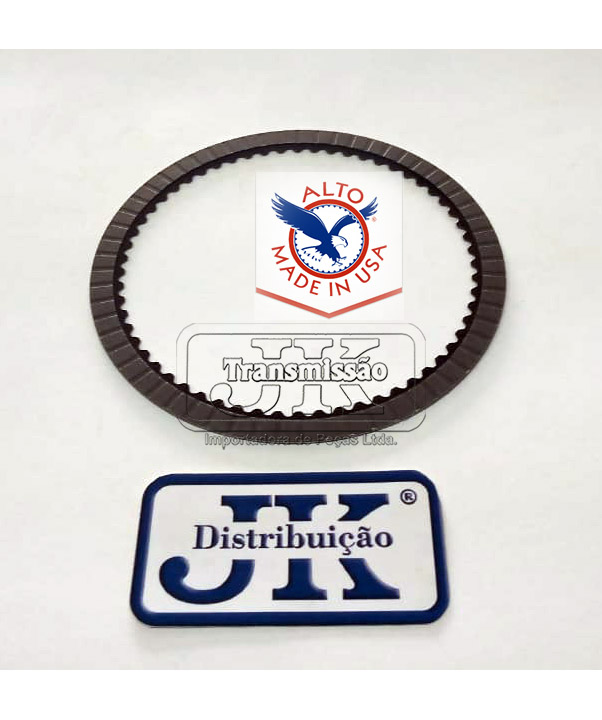 ALTO
®
MADE IN USA
JK
Transmissão
Importadora de Peças Ltda.
®
JK
Distribuição